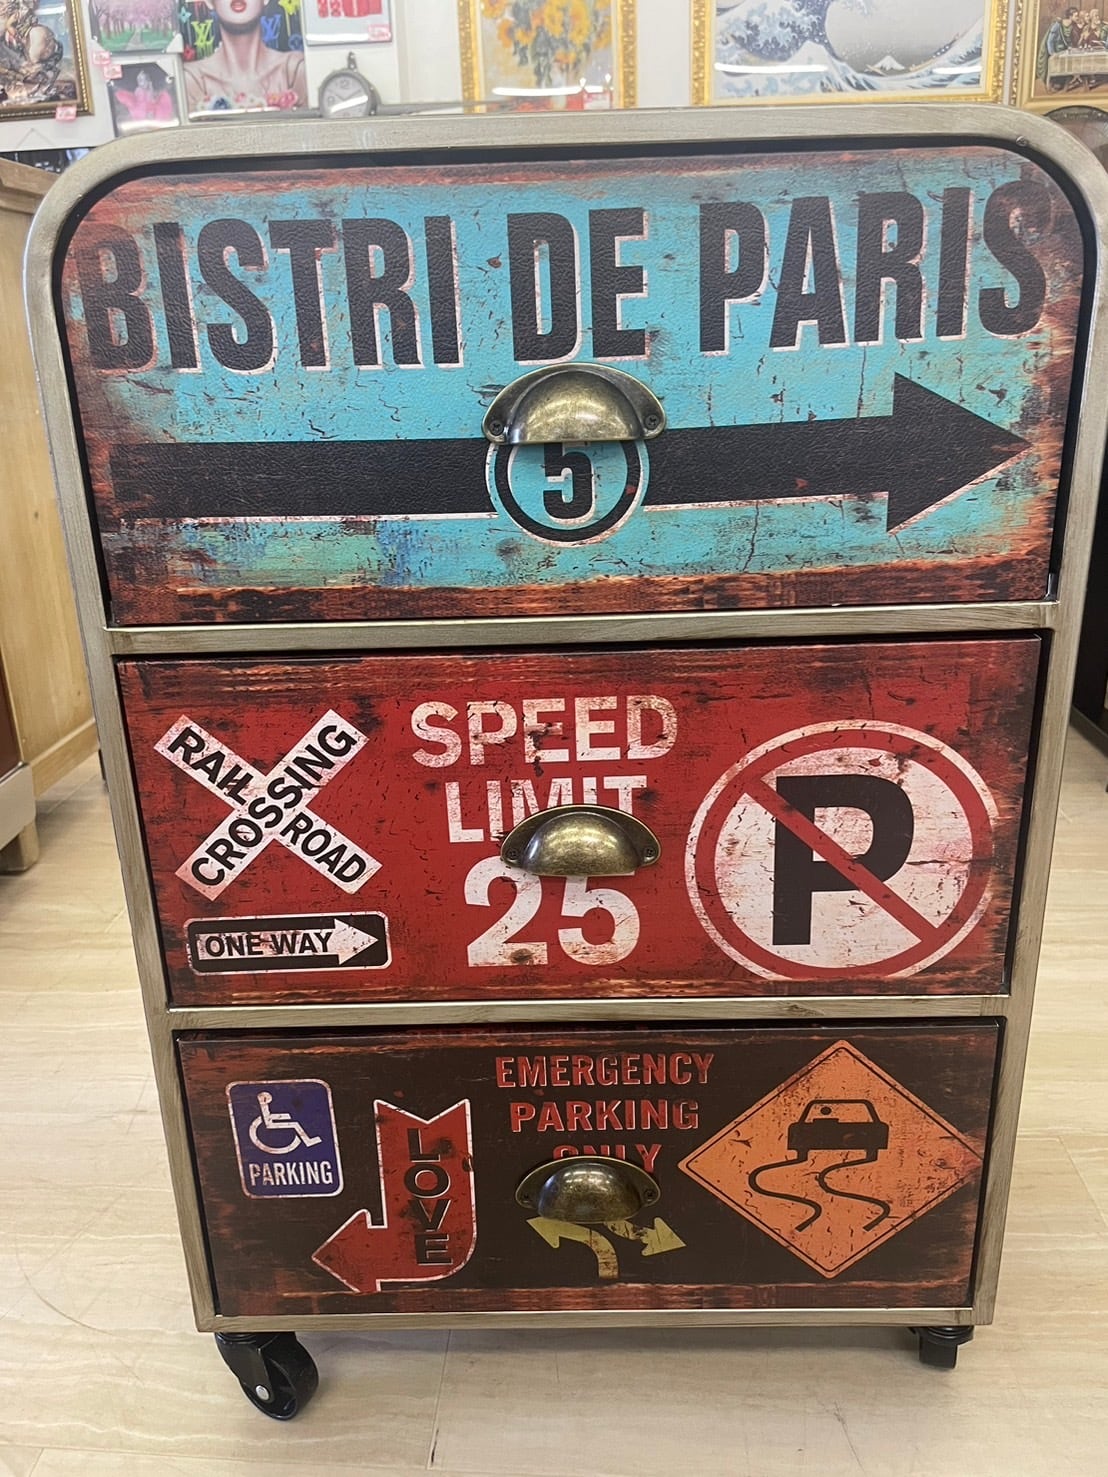 BISTRI DE PARIS
5
RAIL ROAD
CROSSING
SPEED
LIMIT
25
P
ONE WAY
PARKING
LOVE
EMERGENCY
PARKING
ONLY